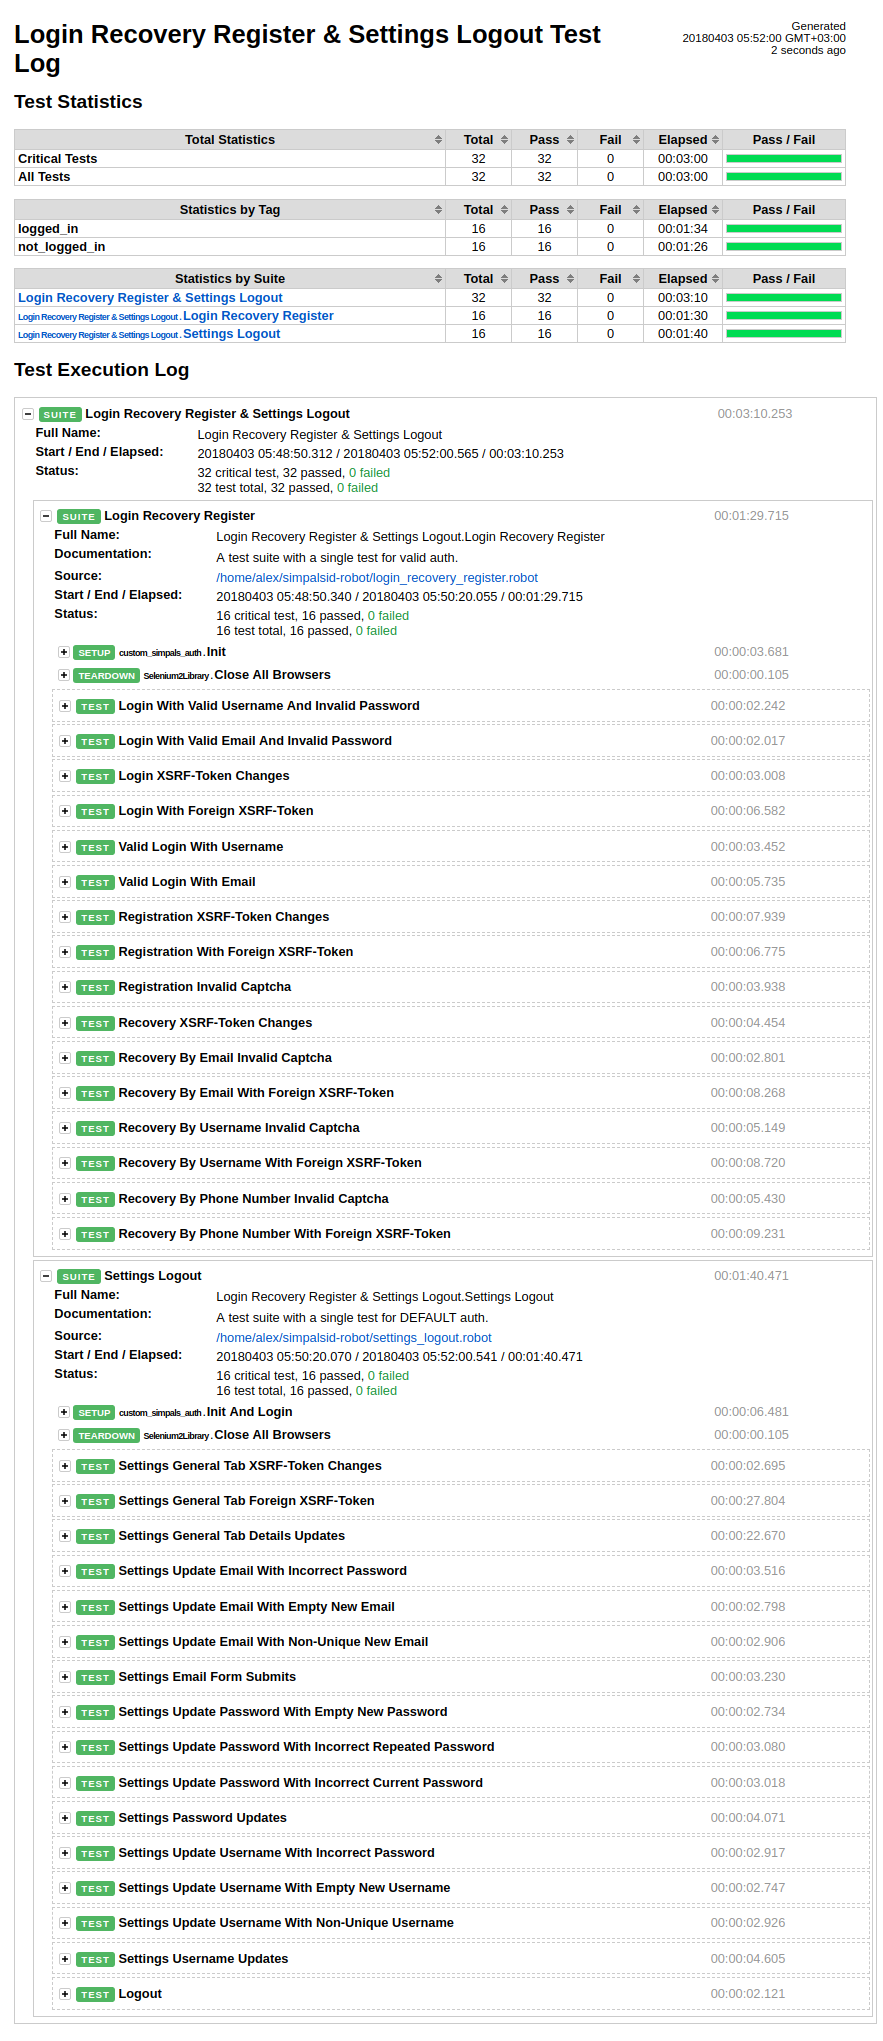 Login Recovery Register & Settings Logout Test
Log
Generated
20180403 05:52:00 GMT+03:00
2 seconds ago
Test Statistics
Total Statistics Total Pass Fail Elapsed Pass / Fail
Critical Tests 32 32 0 00:03:00
All Tests 32 32 0 00:03:00
Statistics by Tag Total Pass Fail Elapsed Pass / Fail
logged_in 16 16 0 00:01:34
not_logged_in 16 16 0 00:01:26
Statistics by Suite Total Pass Fail Elapsed Pass / Fail
Login Recovery Register & Settings Logout 32 32 0 00:03:10
Login Recovery Register & Settings Logout . Login Recovery Register 16 16 0 00:01:30
Login Recovery Register & Settings Logout . Settings Logout 16 16 0 00:01:40
Test Execution Log
SUITE Login Recovery Register & Settings Logout 00:03:10.253
Full Name: Login Recovery Register & Settings Logout
Start / End / Elapsed: 20180403 05:48:50.312 / 20180403 05:52:00.565 / 00:03:10.253
Status: 32 critical test, 32 passed, 0 failed
32 test total, 32 passed, 0 failed
SUITE Login Recovery Register 00:01:29.715
Full Name: Login Recovery Register & Settings Logout.Login Recovery Register
Documentation: A test suite with a single test for valid auth.
Source: /home/alex/simpalsid-robot/login_recovery_register.robot
Start / End / Elapsed: 20180403 05:48:50.340 / 20180403 05:50:20.055 / 00:01:29.715
Status: 16 critical test, 16 passed, 0 failed
16 test total, 16 passed, 0 failed
SETUP custom_simpals_auth . Init 00:00:03.681
TEARDOWN Selenium2Library . Close All Browsers 00:00:00.105
TEST Login With Valid Username And Invalid Password 00:00:02.242
TEST Login With Valid Email And Invalid Password 00:00:02.017
TEST Login XSRF-Token Changes 00:00:03.008
TEST Login With Foreign XSRF-Token 00:00:06.582
TEST Valid Login With Username 00:00:03.452
TEST Valid Login With Email 00:00:05.735
TEST Registration XSRF-Token Changes 00:00:07.939
TEST Registration With Foreign XSRF-Token 00:00:06.775
TEST Registration Invalid Captcha 00:00:03.938
TEST Recovery XSRF-Token Changes 00:00:04.454
TEST Recovery By Email Invalid Captcha 00:00:02.801
TEST Recovery By Email With Foreign XSRF-Token 00:00:08.268
TEST Recovery By Username Invalid Captcha 00:00:05.149
TEST Recovery By Username With Foreign XSRF-Token 00:00:08.720
TEST Recovery By Phone Number Invalid Captcha 00:00:05.430
TEST Recovery By Phone Number With Foreign XSRF-Token 00:00:09.231
SUITE Settings Logout 00:01:40.471
Full Name: Login Recovery Register & Settings Logout.Settings Logout
Documentation: A test suite with a single test for DEFAULT auth.
Source: /home/alex/simpalsid-robot/settings_logout.robot
Start / End / Elapsed: 20180403 05:50:20.070 / 20180403 05:52:00.541 / 00:01:40.471
Status: 16 critical test, 16 passed, 0 failed
16 test total, 16 passed, 0 failed
SETUP custom_simpals_auth . Init And Login 00:00:06.481
TEARDOWN Selenium2Library . Close All Browsers 00:00:00.105
TEST Settings General Tab XSRF-Token Changes 00:00:02.695
TEST Settings General Tab Foreign XSRF-Token 00:00:27.804
TEST Settings General Tab Details Updates 00:00:22.670
TEST Settings Update Email With Incorrect Password 00:00:03.516
TEST Settings Update Email With Empty New Email 00:00:02.798
TEST Settings Update Email With Non-Unique New Email 00:00:02.906
TEST Settings Email Form Submits 00:00:03.230
TEST Settings Update Password With Empty New Password 00:00:02.734
TEST Settings Update Password With Incorrect Repeated Password 00:00:03.080
TEST Settings Update Password With Incorrect Current Password 00:00:03.018
TEST Settings Password Updates 00:00:04.071
TEST Settings Update Username With Incorrect Password 00:00:02.917
TEST Settings Update Username With Empty New Username 00:00:02.747
TEST Settings Update Username With Non-Unique Username 00:00:02.926
TEST Settings Username Updates 00:00:04.605
TEST Logout 00:00:02.121